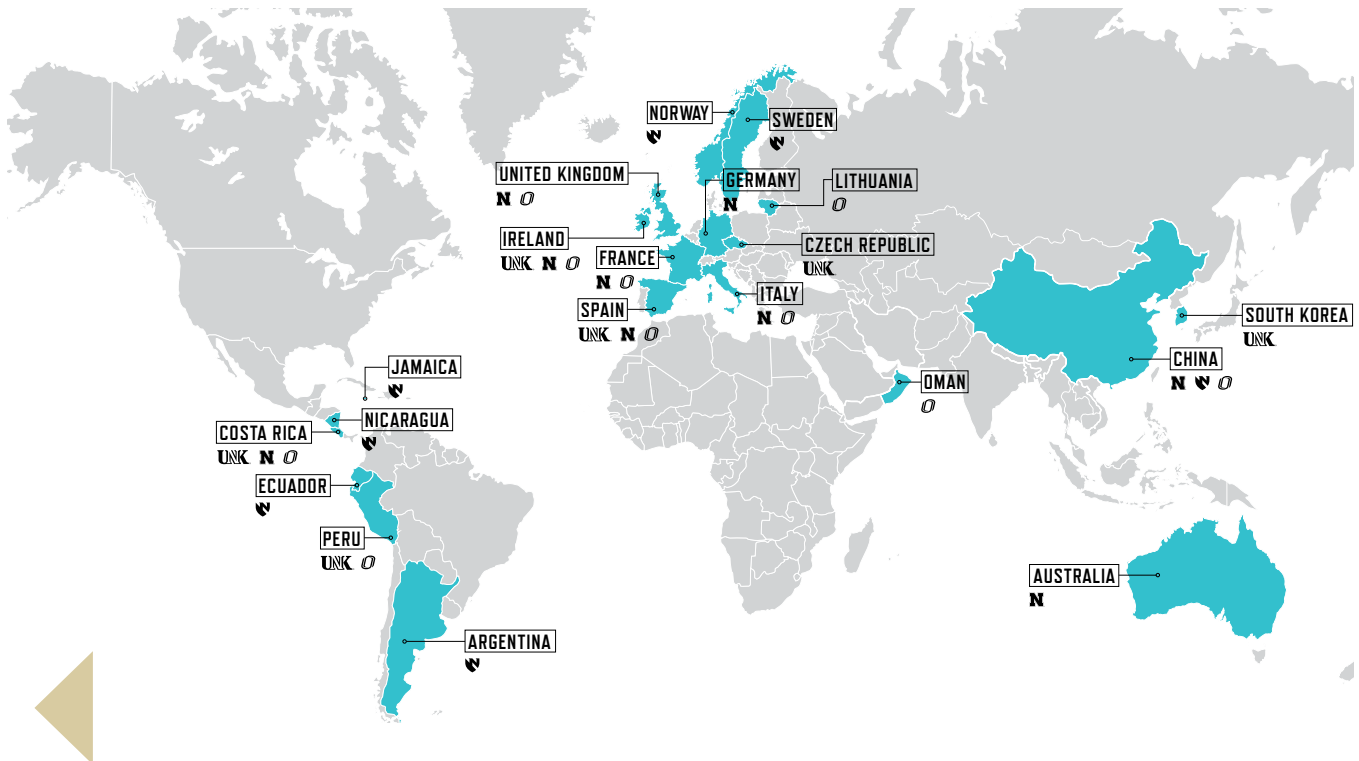 NORWAY
SWEDEN
UNITED KINGDOM
N O
GERMANY
N
LITHUANIA
O
IRELAND
UNK N O
FRANCE
N O
CZECH REPUBLIC
UNK
ITALY
N O
SPAIN
UNK N O
SOUTH KOREA
UNK
CHINA
N N O
JAMAICA
N
OMAN
O
NICARAGUA
N
COSTA RICA
UNK N O
ECUADOR
N
PERU
UNK O
AUSTRALIA
N
ARGENTINA
N